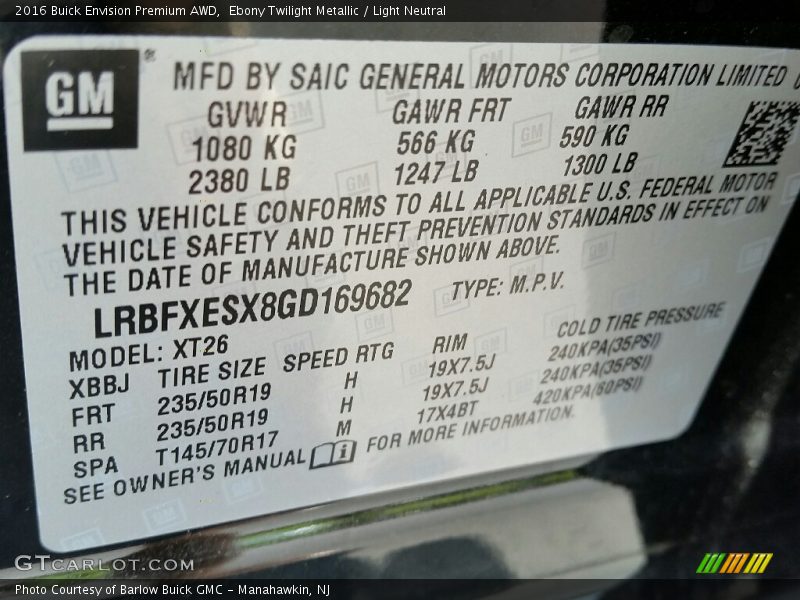 2016 Buick Envision Premium AWD,  Ebony Twilight Metallic / Light Neutral
GM ®
MFD BY SAIC GENERAL MOTORS CORPORATION LIMITED
GVWR GAWR FRT GAWR RR
1080 KG 566 KG 590 KG
2380 LB 1247 LB 1300 LB
THIS VEHICLE CONFORMS TO ALL APPLICABLE U.S. FEDERAL MOTOR
VEHICLE SAFETY AND THEFT PREVENTION STANDARDS IN EFFECT ON
THE DATE OF MANUFACTURE SHOWN ABOVE.
LRBFXESX8GD169682 TYPE: M.P.V.
MODEL: XT26
XBBJ TIRE SIZE SPEED RTG RIM COLD TIRE PRESSURE
FRT 235/50R19 H 19X7.5J 240KPA(35PSI)
RR 235/50R19 H 19X7.5J 240KPA(35PSI)
SPA T145/70R17 M 17X4BT 420KPA(60PSI)
SEE OWNER'S MANUAL i FOR MORE INFORMATION.
GTCARLOT.COM
Photo Courtesy of Barlow Buick GMC – Manahawkin, NJ